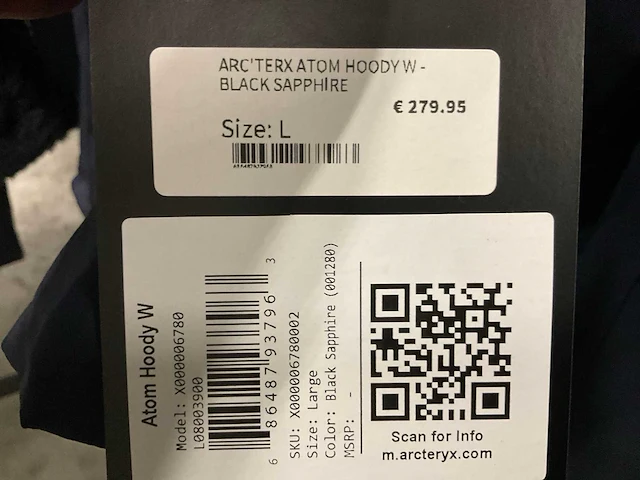 ARC'TERX ATOM HOODY W -
BLACK SAPPHIRE
€ 279.95
Size: L
Atom Hoody W
Model: X000006780
L08003900
6 86487 93796 3
SKU: X000006780002
Size: Large
Color: Black Sapphire (001280)
MSRP: -
Scan for Info
m.arcteryx.com